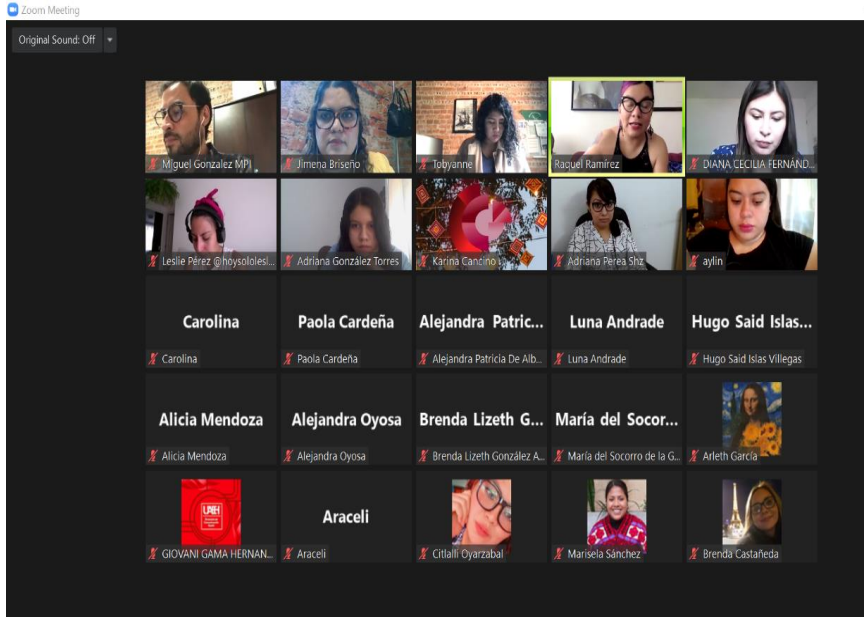 Zoom Meeting
Original Sound: Off
Miguel Gonzalez MPI
Jimena Briseño
Tobyanne
Raquel Ramírez
DIANA CECILIA FERNÁND...
Leslie Pérez @hoysololesl...
Adriana González Torres
Karina Cancino
Adriana Perea Shz
aylin
Carolina
Paola Cardeña
Alejandra Patric...
Luna Andrade
Hugo Said Islas...
Carolina
Paola Cardeña
Alejandra Patricia De Alb...
Luna Andrade
Hugo Said Islas Villegas
Alicia Mendoza
Alejandra Oyosa
Brenda Lizeth G...
María del Socor...
Alicia Mendoza
Alejandra Oyosa
Brenda Lizeth González A...
María del Socorro de la G...
Arleth García
UAEH
Araceli
GIOVANI GAMA HERNAN...
Araceli
Citlalli Oyarzabal
Marisela Sánchez
Brenda Castañeda